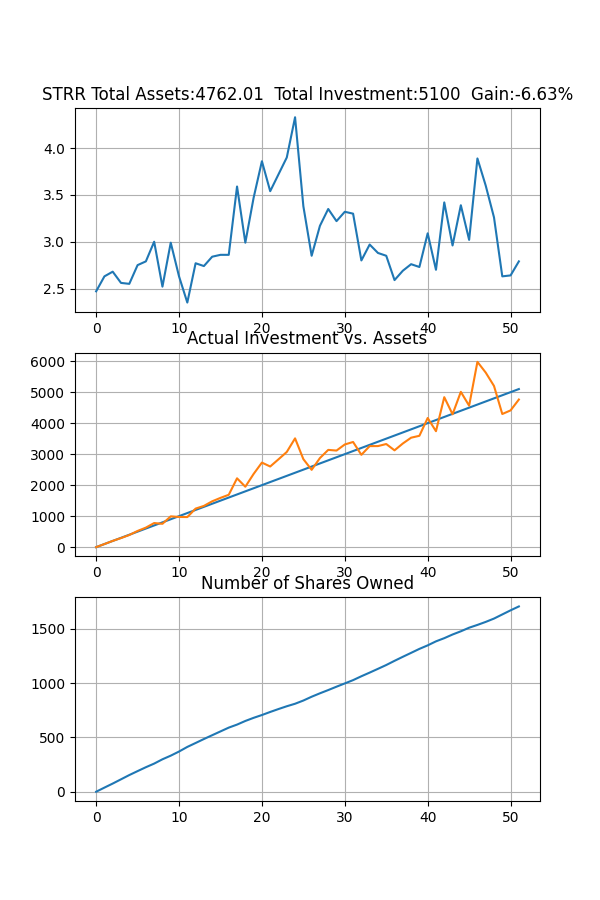 STRR Total Assets:4762.01  Total Investment:5100  Gain:-6.63%
4.0
3.5
3.0
2.5
0 10 20 30 40 50
Actual Investment vs. Assets
6000
5000
4000
3000
2000
1000
0
0 10 20 30 40 50
Number of Shares Owned
1500
1000
500
0
0 10 20 30 40 50